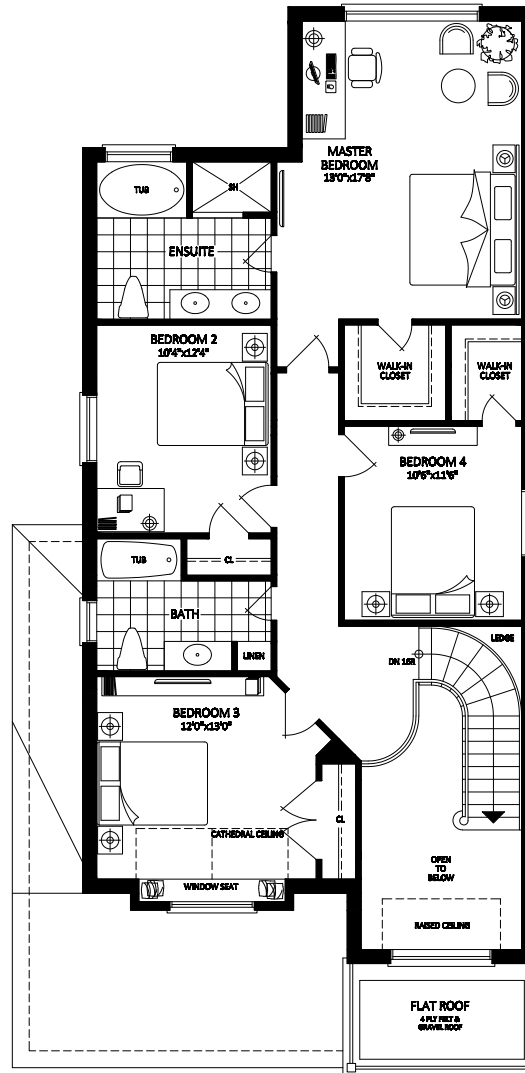 MASTER
BEDROOM
13'0"x17'8"
TUB
SH
ENSUITE
BEDROOM 2
10'4"x12'4"
WALK-IN
CLOSET
WALK-IN
CLOSET
BEDROOM 4
10'6"x11'6"
TUB
CL
BATH
LINEN
LEDGE
DN 16R
BEDROOM 3
12'0"x13'0"
CATHEDRAL CEILING
CL
WINDOW SEAT
OPEN
TO
BELOW
RAISED CEILING
FLAT ROOF
4 PLY FELT &
GRAVEL ROOF